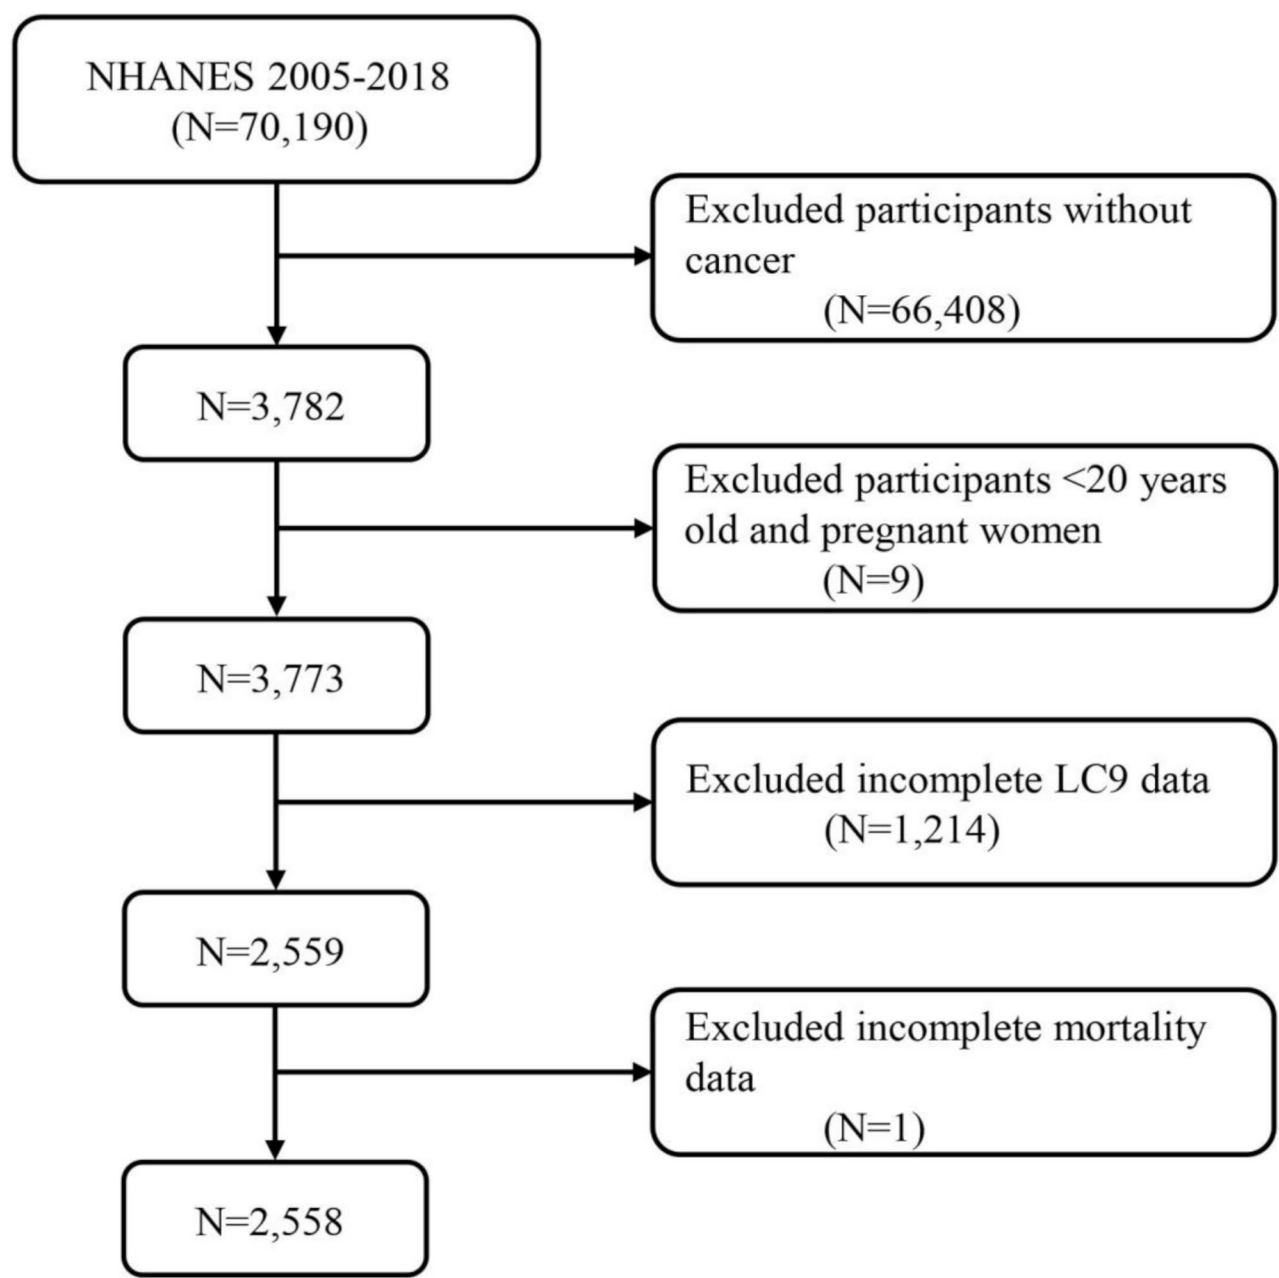 NHANES 2005-2018
(N=70,190)
Excluded participants without
cancer
(N=66,408)
N=3,782
Excluded participants <20 years
old and pregnant women
(N=9)
N=3,773
Excluded incomplete LC9 data
(N=1,214)
N=2,559
Excluded incomplete mortality
data
(N=1)
N=2,558